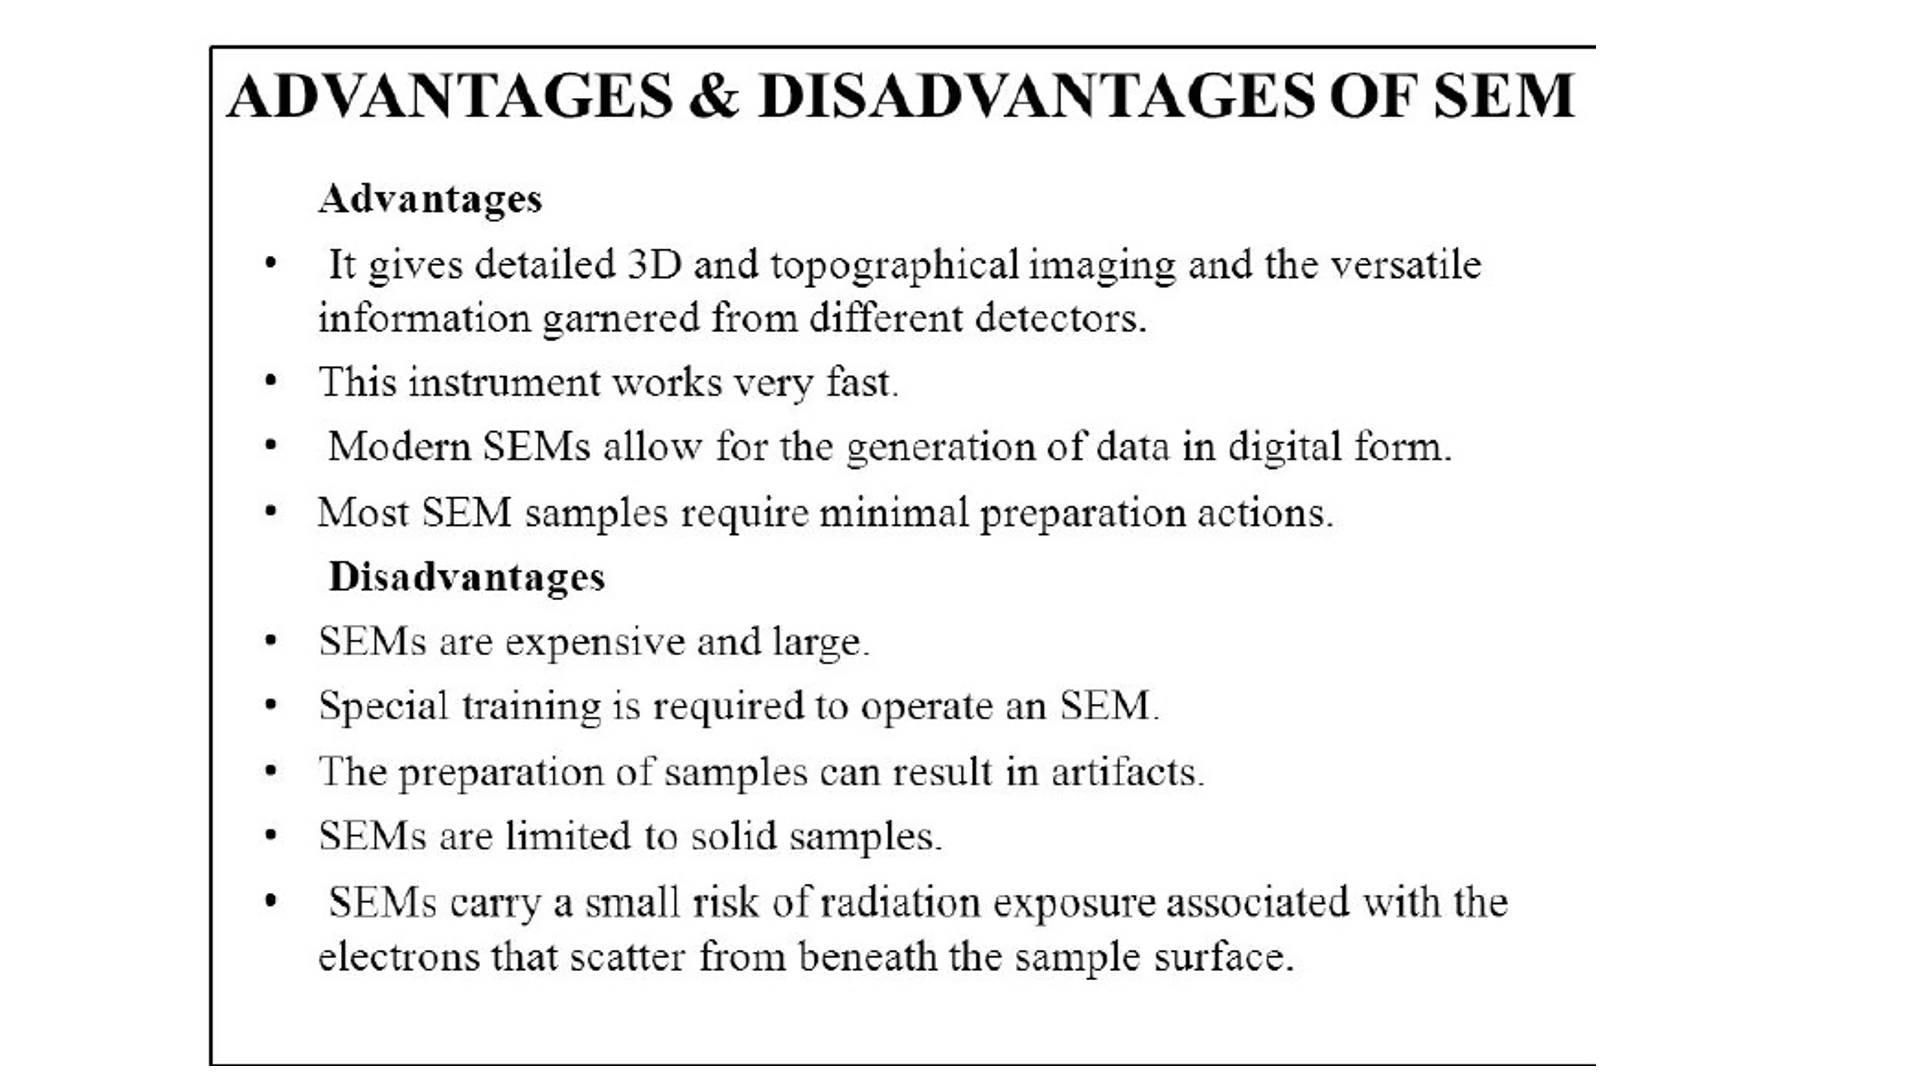 ADVANTAGES & DISADVANTAGES OF SEM
Advantages
• It gives detailed 3D and topographical imaging and the versatile
information garnered from different detectors.
• This instrument works very fast.
• Modern SEMs allow for the generation of data in digital form.
• Most SEM samples require minimal preparation actions.
Disadvantages
• SEMs are expensive and large.
• Special training is required to operate an SEM.
• The preparation of samples can result in artifacts.
• SEMs are limited to solid samples.
• SEMs carry a small risk of radiation exposure associated with the
electrons that scatter from beneath the sample surface.